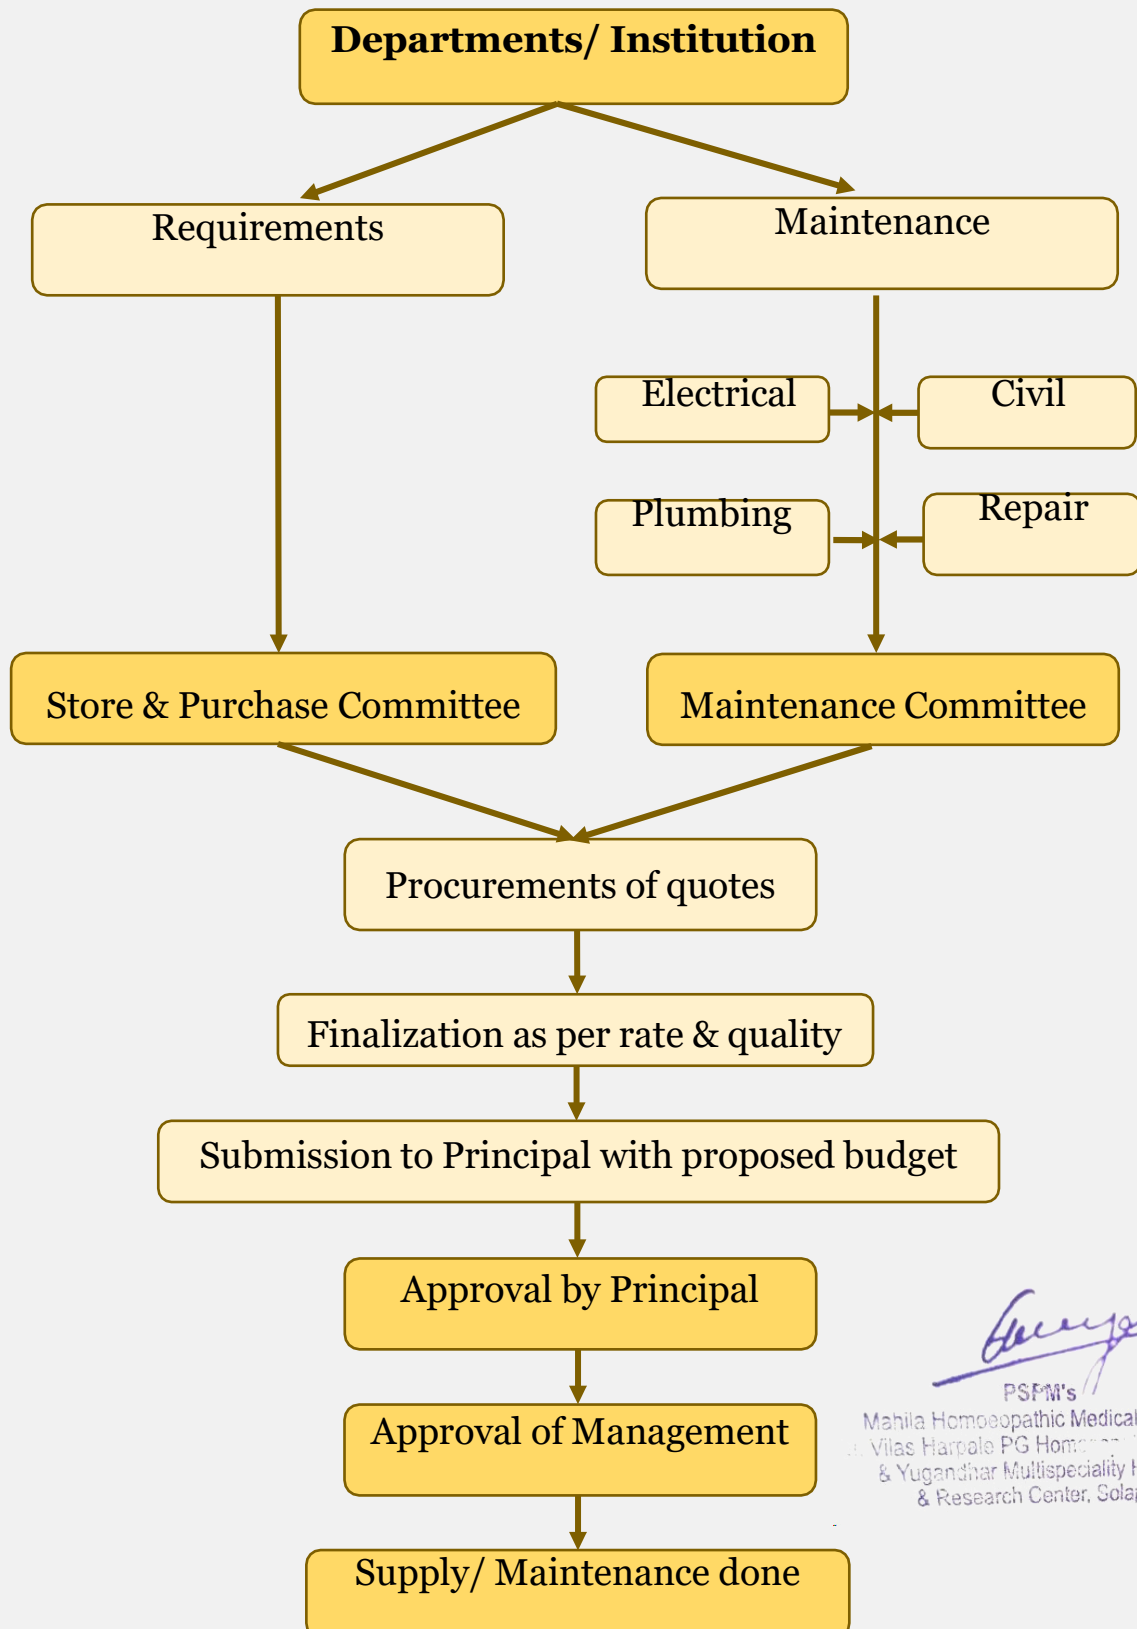 Departments/ Institution
Requirements
Maintenance
Electrical
Civil
Plumbing
Repair
Store & Purchase Committee
Maintenance Committee
Procurements of quotes
Finalization as per rate & quality
Submission to Principal with proposed budget
Approval by Principal
Approval of Management
Supply/ Maintenance done
PSPM's
Mahila Homoeopathic Medical
Vilas Harpale PG
& Yugandhar Multispeciality
& Research Center,